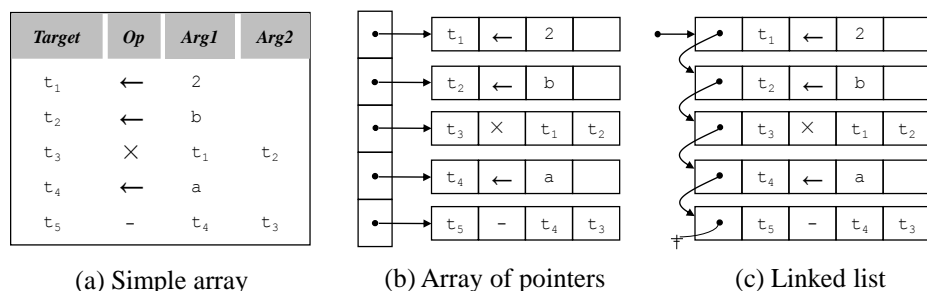 Target Op Arg1 Arg2
t₁ ← 2
t₂ ← b
t₃ × t₁ t₂
t₄ ← a
t₅ - t₄ t₃
(a) Simple array
t₁ ← 2
t₂ ← b
t₃ × t₁ t₂
t₄ ← a
t₅ - t₄ t₃
(b) Array of pointers
t₁ ← 2
t₂ ← b
t₃ × t₁ t₂
t₄ ← a
t₅ - t₄ t₃
(c) Linked list